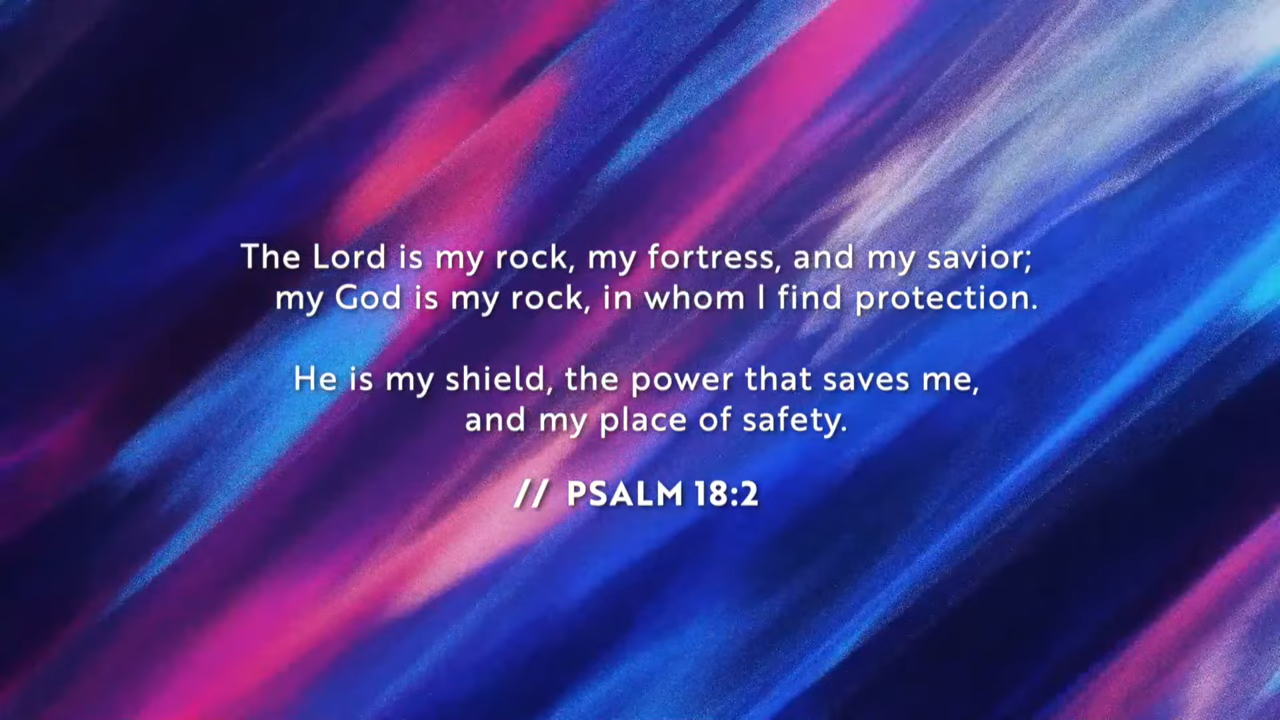 The Lord is my rock, my fortress, and my savior;
my God is my rock, in whom I find protection.
He is my shield, the power that saves me,
and my place of safety.
// PSALM 18:2